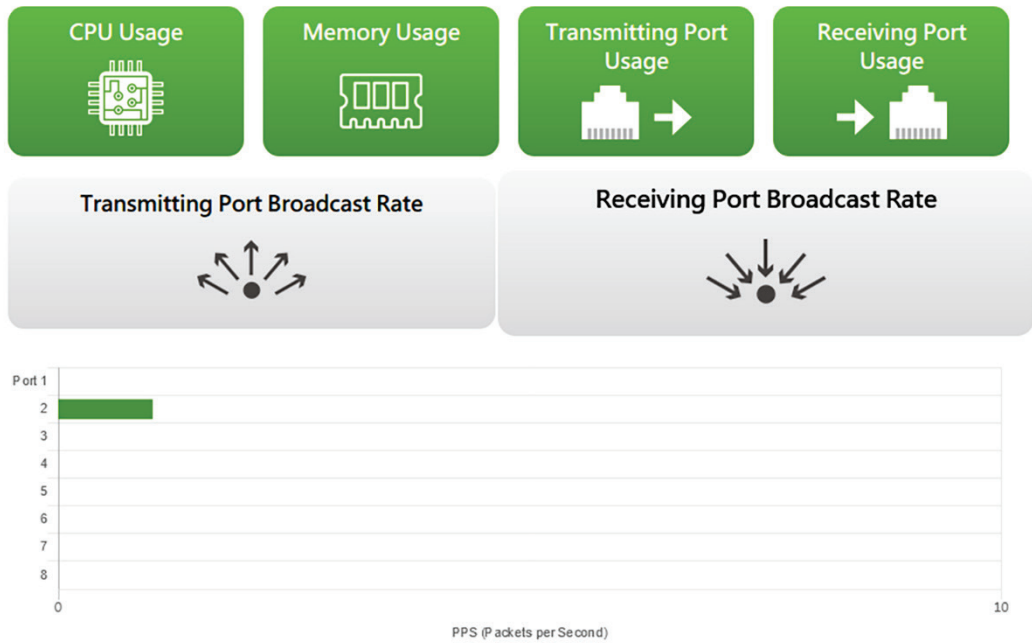 CPU Usage
Memory Usage
Transmitting Port
Usage
Receiving Port
Usage
Transmitting Port Broadcast Rate
Receiving Port Broadcast Rate
Port 1
2
3
4
5
6
7
8
0
10
PPS (Packets per Second)